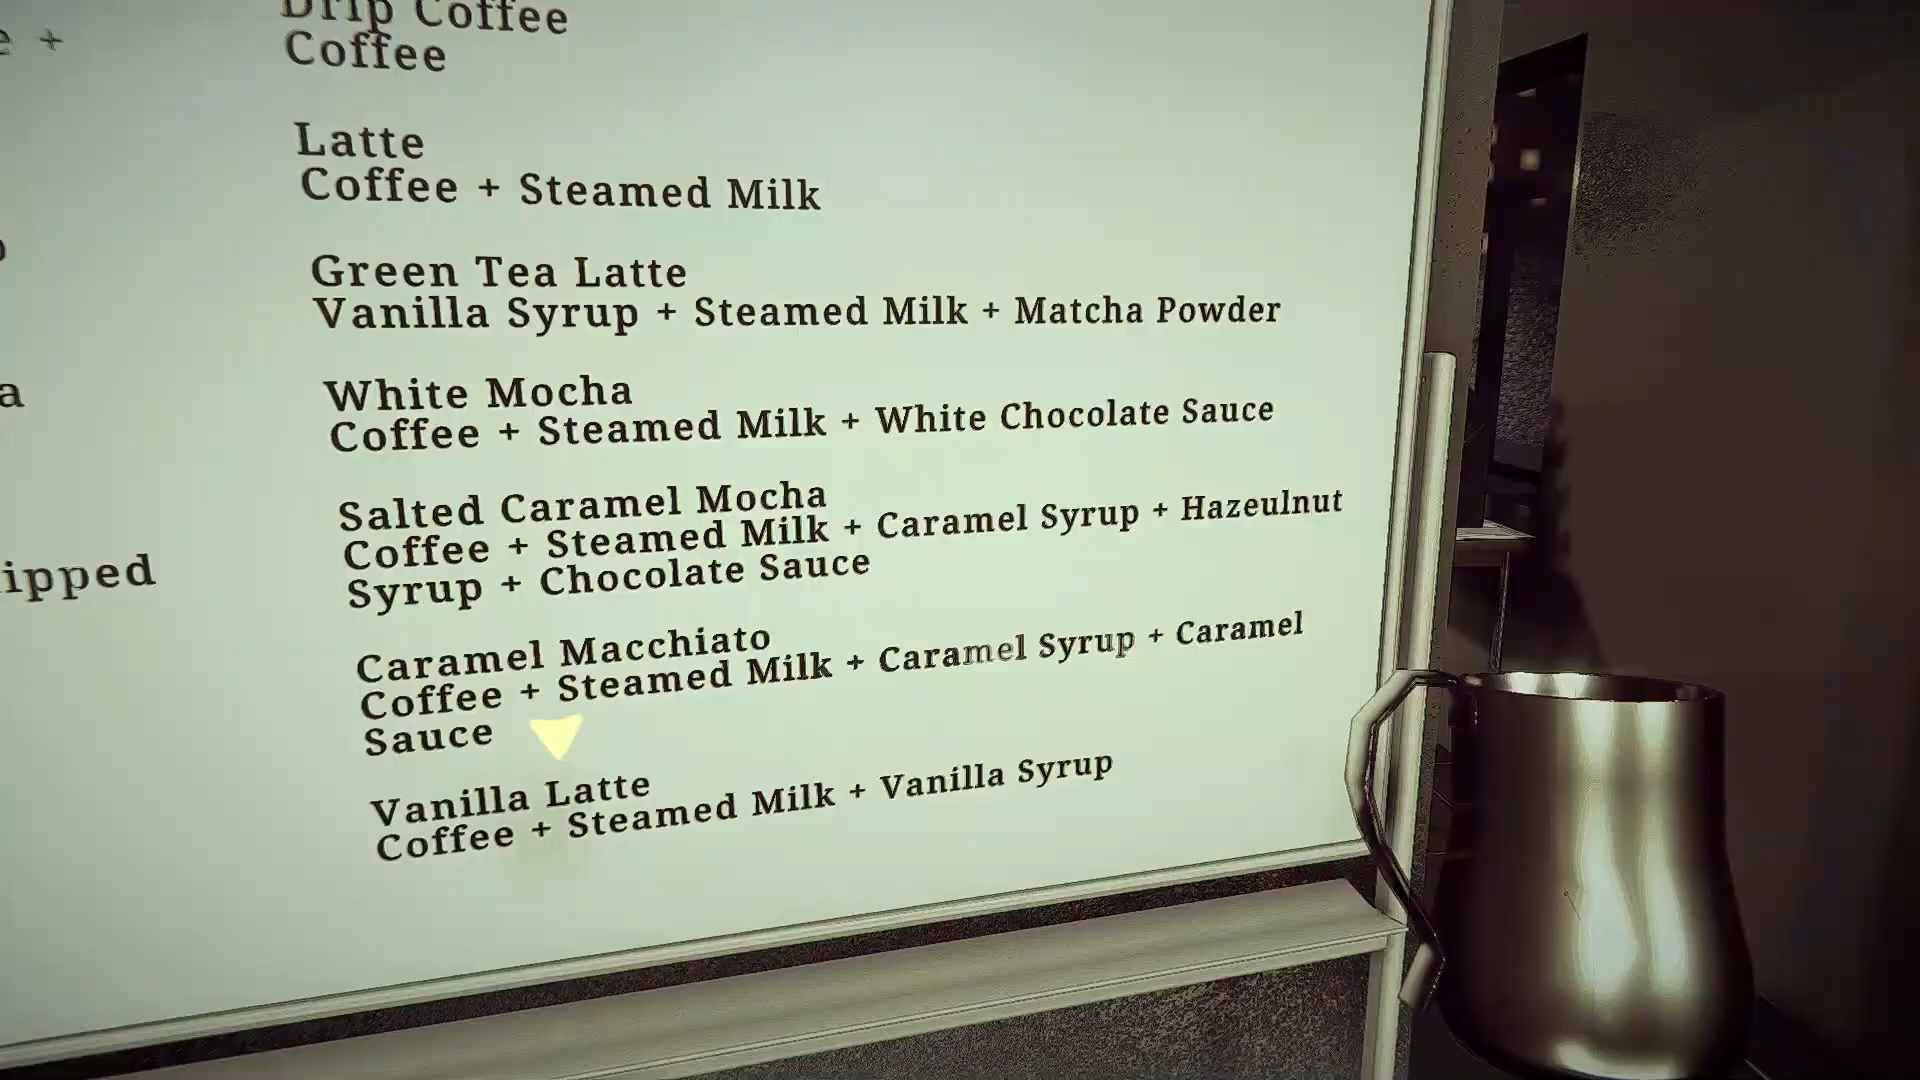 Drip Coffee
Coffee
Latte
Coffee + Steamed Milk
Green Tea Latte
Vanilla Syrup + Steamed Milk + Matcha Powder
White Mocha
Coffee + Steamed Milk + White Chocolate Sauce
Salted Caramel Mocha
Coffee + Steamed Milk + Caramel Syrup + Hazeulnut
Syrup + Chocolate Sauce
Caramel Macchiato
Coffee + Steamed Milk + Caramel Syrup + Caramel
Sauce
Vanilla Latte
Coffee + Steamed Milk + Vanilla Syrup